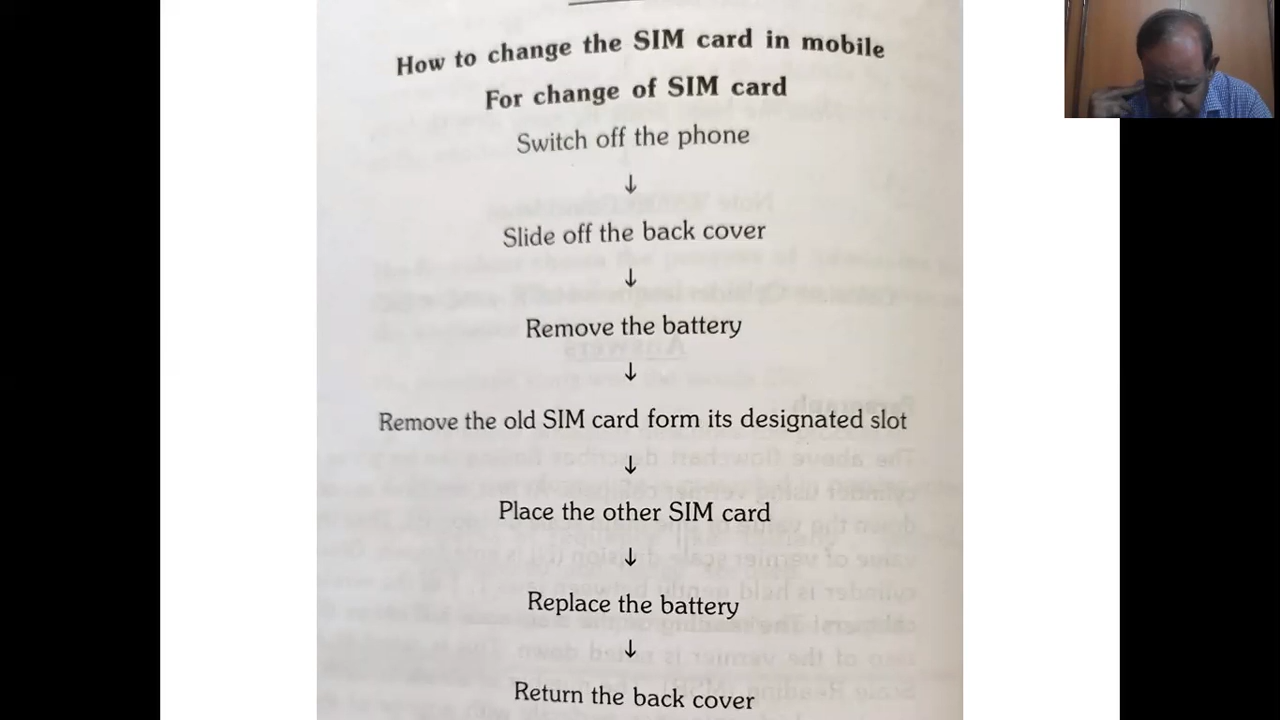 How to change the SIM card in mobile
For change of SIM card
Switch off the phone
↓
Slide off the back cover
↓
Remove the battery
↓
Remove the old SIM card form its designated slot
↓
Place the other SIM card
↓
Replace the battery
↓
Return the back cover